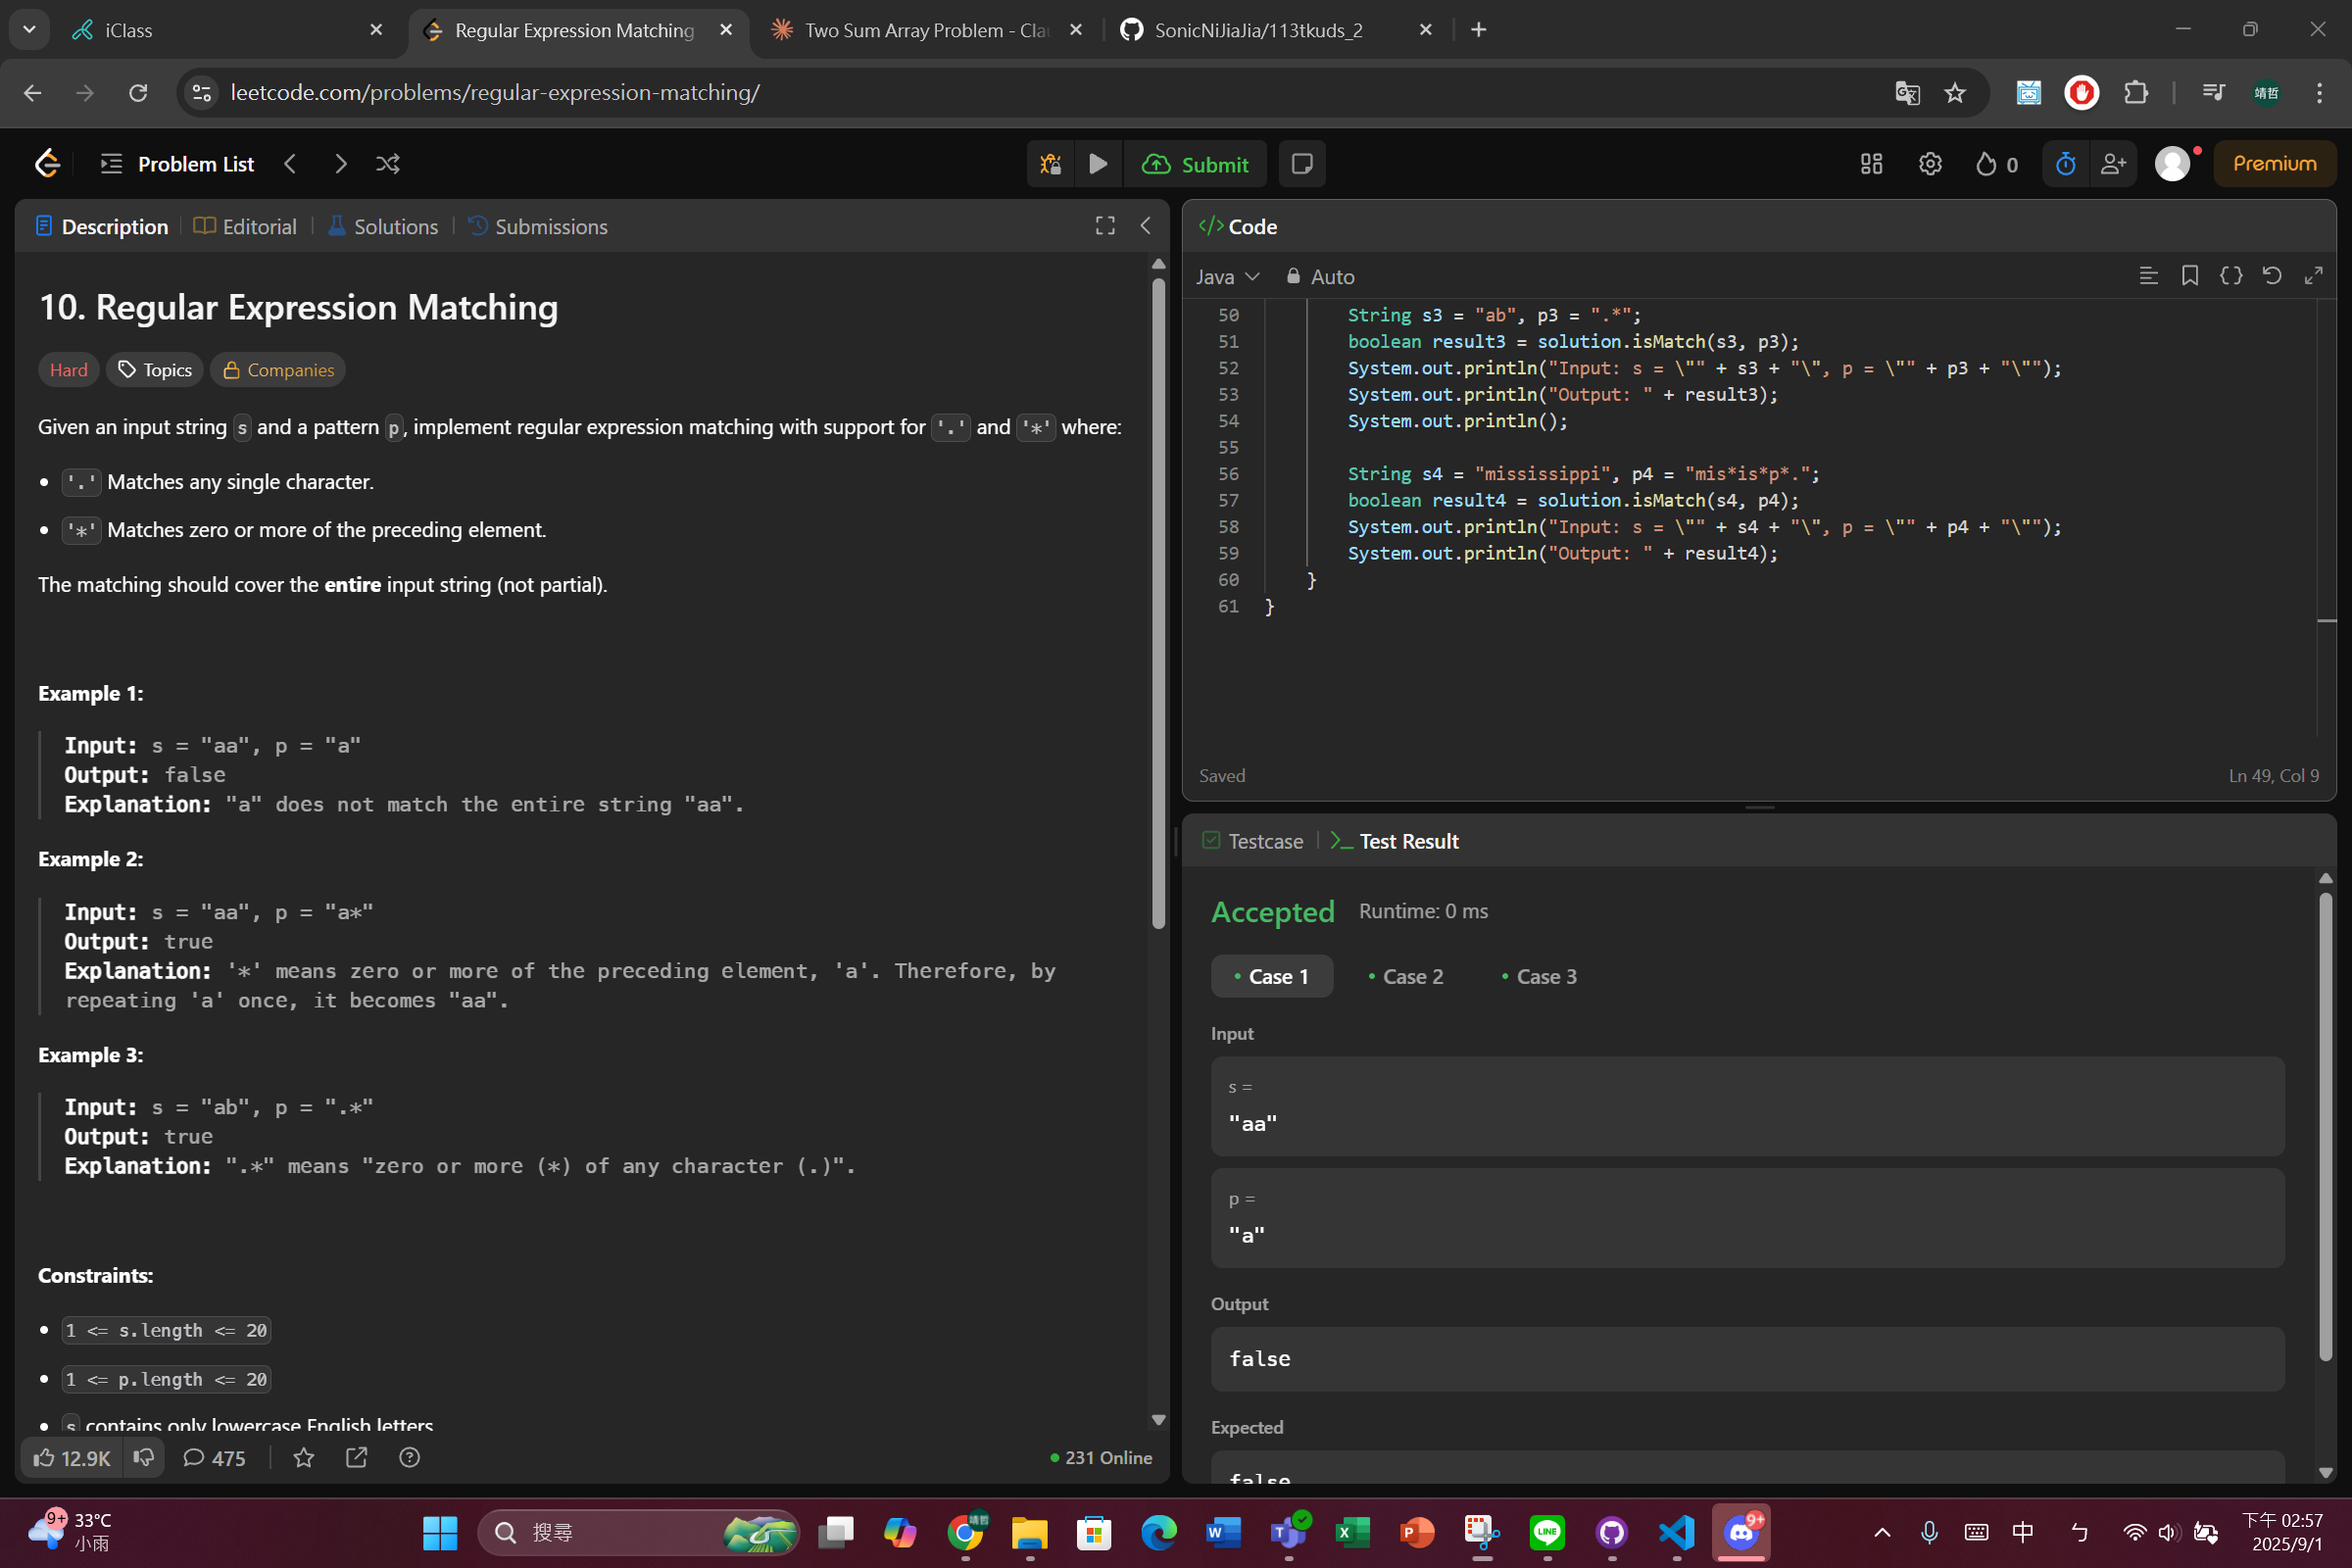 iClass
Regular Expression Matching
Two Sum Array Problem - Cla
SonicNiJiaJia/113tkuds_2
leetcode.com/problems/regular-expression-matching/
靖哲
Problem List
Submit
0
Premium
Description
Editorial
Solutions
Submissions
10. Regular Expression Matching
Hard
Topics
Companies
Given an input string s and a pattern p, implement regular expression matching with support for '.' and '*' where:
'.' Matches any single character.
'*' Matches zero or more of the preceding element.
The matching should cover the entire input string (not partial).
Example 1:
Input: s = "aa", p = "a"
Output: false
Explanation: "a" does not match the entire string "aa".
Example 2:
Input: s = "aa", p = "a*"
Output: true
Explanation: '*' means zero or more of the preceding element, 'a'. Therefore, by
repeating 'a' once, it becomes "aa".
Example 3:
Input: s = "ab", p = ".*"
Output: true
Explanation: ".*" means "zero or more (*) of any character (.)".
Constraints:
1 <= s.length <= 20
1 <= p.length <= 20
s contains only lowercase English letters
12.9K
475
231 Online
Code
Java
Auto
50 String s3 = "ab", p3 = ".*";
51 boolean result3 = solution.isMatch(s3, p3);
52 System.out.println("Input: s = \"" + s3 + "\", p = \"" + p3 + "\"");
53 System.out.println("Output: " + result3);
54 System.out.println();
55
56 String s4 = "mississippi", p4 = "mis*is*p*.";
57 boolean result4 = solution.isMatch(s4, p4);
58 System.out.println("Input: s = \"" + s4 + "\", p = \"" + p4 + "\"");
59 System.out.println("Output: " + result4);
60 }
61 }
Saved
Ln 49, Col 9
Testcase
Test Result
Accepted
Runtime: 0 ms
Case 1
Case 2
Case 3
Input
s =
"aa"
p =
"a"
Output
false
Expected
false
9+
33°C
小雨
搜尋
靖哲
W
T
X
P
LINE
9+
中
ㄅ
下午 02:57
2025/9/1